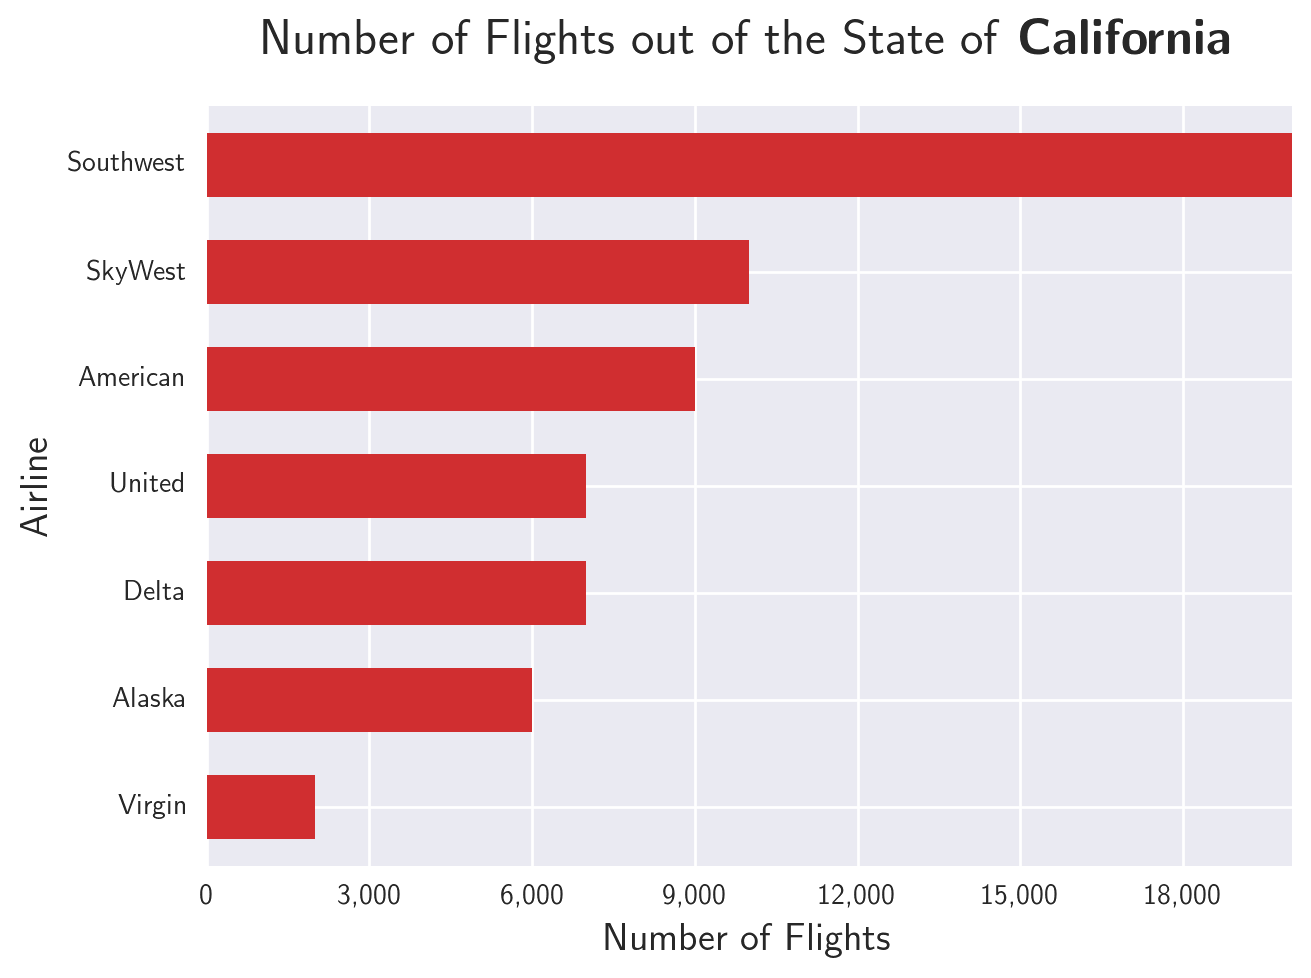 Number of Flights out of the State of California
Southwest
SkyWest
American
United
Delta
Alaska
Virgin
Airline
0 3,000 6,000 9,000 12,000 15,000 18,000
Number of Flights